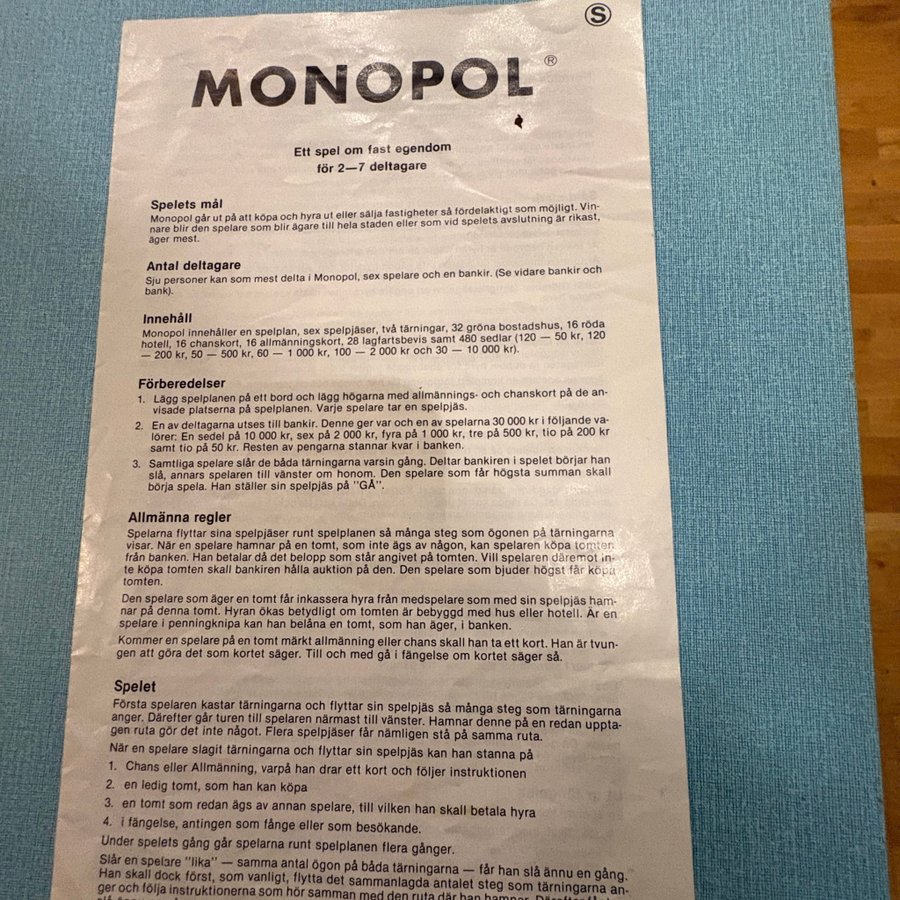 S
MONOPOL®
Ett spel om fast egendom
för 2—7 deltagare
Spelets mål
Monopol går ut på att köpa och hyra ut eller sälja fastigheter så fördelaktigt som möjligt. Vin-
nare blir den spelare som blir ägare till hela staden eller som vid spelets avslutning är rikast,
äger mest.
Antal deltagare
Sju personer kan som mest delta i Monopol, sex spelare och en bankir. (Se vidare bankir och
bank).
Innehåll
Monopol innehåller en spelplan, sex spelpjäser, två tärningar, 32 gröna bostadshus, 16 röda
hotell, 16 chanskort, 16 allmänningskort, 28 lagfartsbevis samt 480 sedlar (120 — 50 kr, 120
— 200 kr, 50 — 500 kr, 60 — 1 000 kr, 100 — 2 000 kr och 30 — 10 000 kr).
Förberedelser
1. Lägg spelplanen på ett bord och lägg högarna med allmännings- och chanskort på de an-
visade platserna på spelplanen. Varje spelare tar en spelpjäs.
2. En av deltagarna utses till bankir. Denne ger var och en av spelarna 30 000 kr i följande va-
lörer: En sedel på 10 000 kr, sex på 2 000 kr, fyra på 1 000 kr, tre på 500 kr, tio på 200 kr
samt tio på 50 kr. Resten av pengarna stannar kvar i banken.
3. Samtliga spelare slår de båda tärningarna varsin gång. Deltar bankiren i spelet börjar han
slå, annars spelaren till vänster om honom. Den spelare som får högsta summan skall
börja spela. Han ställer sin spelpjäs på "GÅ".
Allmänna regler
Spelarna flyttar sina spelpjäser runt spelplanen så många steg som ögonen på tärningarna
visar. När en spelare hamnar på en tomt, som inte ägs av någon, kan spelaren köpa tomten
från banken. Han betalar då det belopp som står angivet på tomten. Vill spelaren däremot in-
te köpa tomten skall bankiren hålla auktion på den. Den spelare som bjuder högst får köpa
tomten.
Den spelare som äger en tomt får inkassera hyra från medspelare som med sin spelpjäs ham-
nar på denna tomt. Hyran ökas betydligt om tomten är bebyggd med hus eller hotell. Är en
spelare i penningknipa kan han belåna en tomt, som han äger, i banken.
Kommer en spelare på en tomt märkt allmänning eller chans skall han ta ett kort. Han är tvun-
gen att göra det som kortet säger. Till och med gå i fängelse om kortet säger så.
Spelet
Första spelaren kastar tärningarna och flyttar sin spelpjäs så många steg som tärningarna
anger. Därefter går turen till spelaren närmast till vänster. Hamnar denne på en redan uppta-
gen ruta gör det inte något. Flera spelpjäser får nämligen stå på samma ruta.
När en spelare slagit tärningarna och flyttar sin spelpjäs kan han stanna på
1. Chans eller Allmänning, varpå han drar ett kort och följer instruktionen
2. en ledig tomt, som han kan köpa
3. en tomt som redan ägs av annan spelare, till vilken han skall betala hyra
4. i fängelse, antingen som fånge eller som besökande.
Under spelets gång går spelarna runt spelplanen flera gånger.
Slår en spelare "lika" — samma antal ögon på båda tärningarna — får han slå ännu en gång.
Han skall dock först, som vanligt, flytta det sammanlagda antalet steg som tärningarna an-
ger och följa instruktionerna som hör samman med den ruta där han hamnar. Därefter